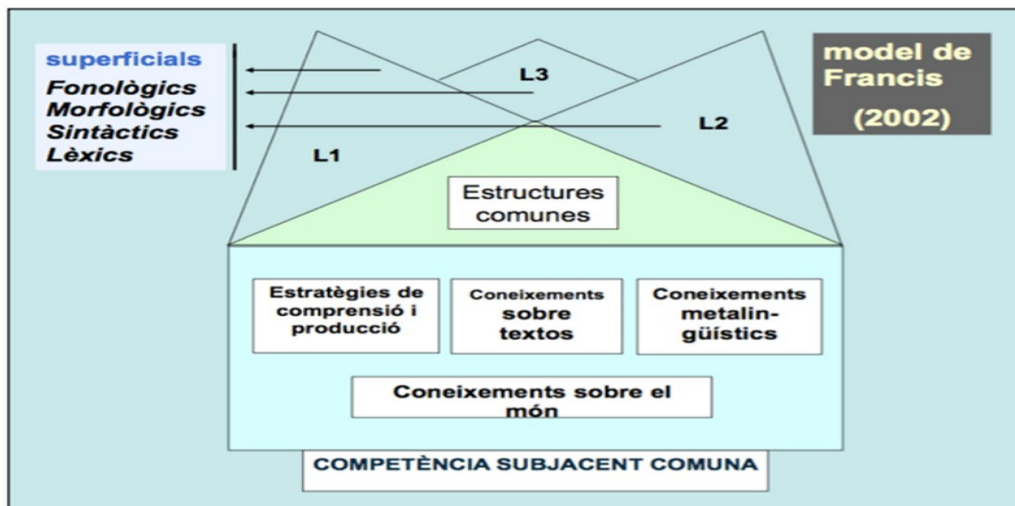 superficials
Fonològics
Morfològics
Sintàctics
Lèxics
L3
L1
L2
model de
Francis
(2002)
Estructures
comunes
Estratègies de
comprensió i
producció
Coneixements
sobre
textos
Coneixements
metalin-
güístics
Coneixements sobre el
món
COMPETÈNCIA SUBJACENT COMUNA